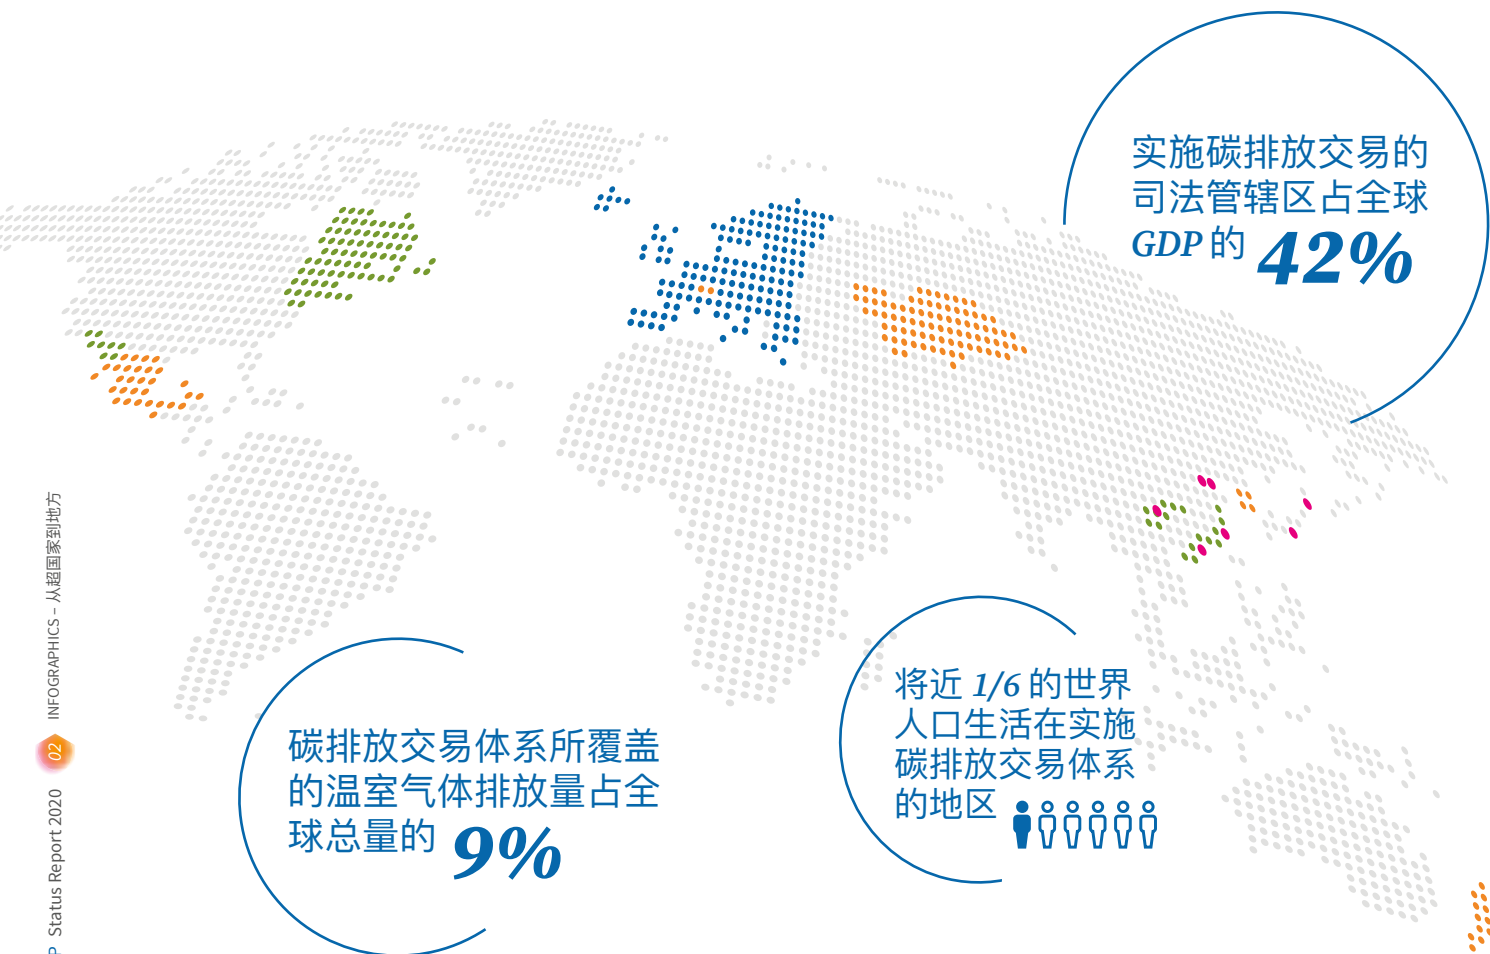 实施碳排放交易的
司法管辖区占全球
GDP 的 42%
将近 1/6 的世界
人口生活在实施
碳排放交易体系
的地区
碳排放交易体系所覆盖
的温室气体排放量占全
球总量的 9%
P Status Report 2020 02 INFOGRAPHICS – 从超国家到地方